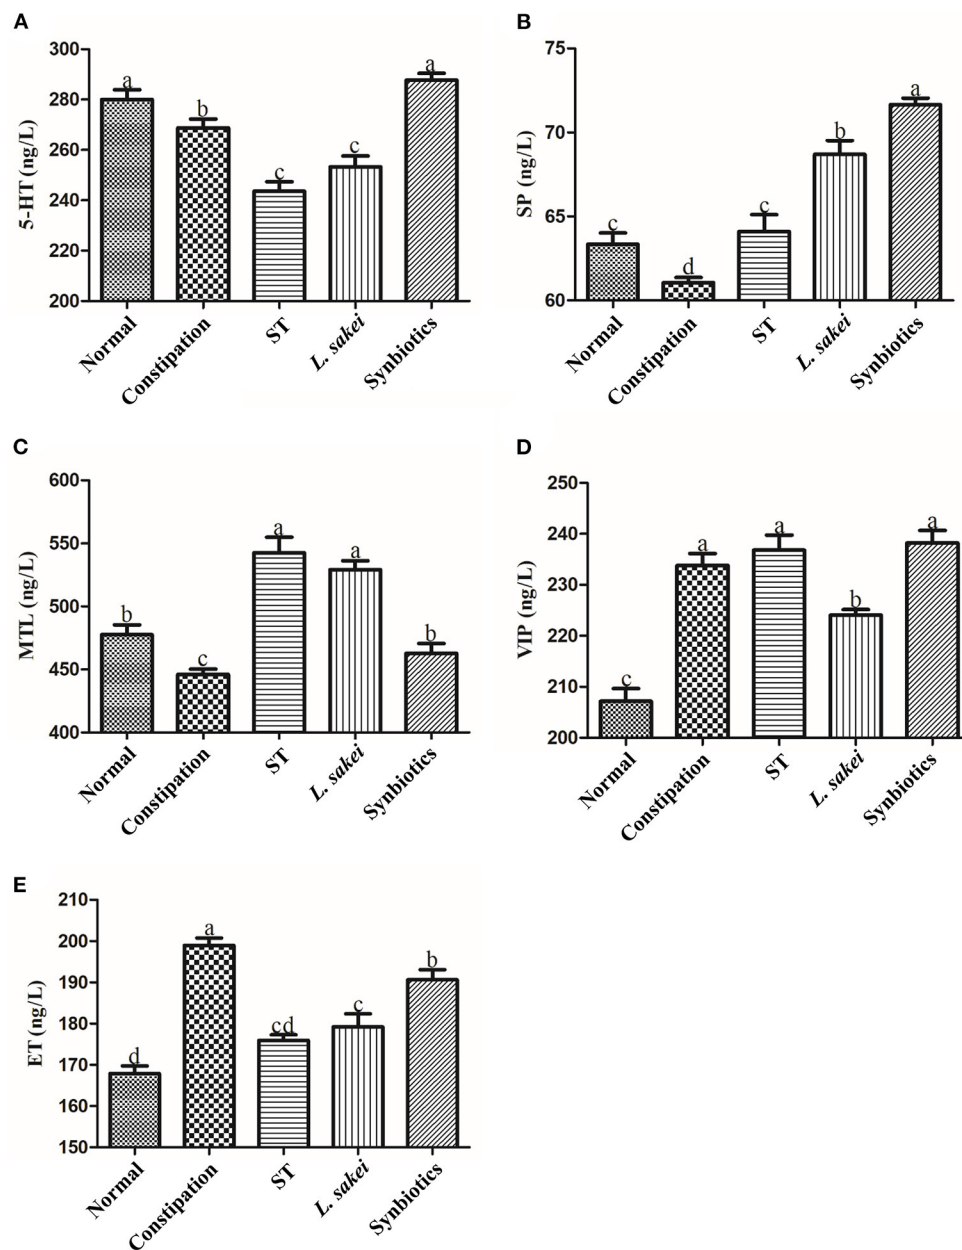 A
5-HT (ng/L)
300
280
260
240
220
200
a
b
c
c
a
Normal
Constipation
ST
L. sakei
Synbiotics
B
SP (ng/L)
75
70
65
60
c
d
c
b
a
Normal
Constipation
ST
L. sakei
Synbiotics
C
MTL (ng/L)
600
550
500
450
400
b
c
a
a
b
Normal
Constipation
ST
L. sakei
Synbiotics
D
VIP (ng/L)
250
240
230
220
210
200
c
a
a
b
a
Normal
Constipation
ST
L. sakei
Synbiotics
E
ET (ng/L)
210
200
190
180
170
160
150
d
a
cd
c
b
Normal
Constipation
ST
L. sakei
Synbiotics